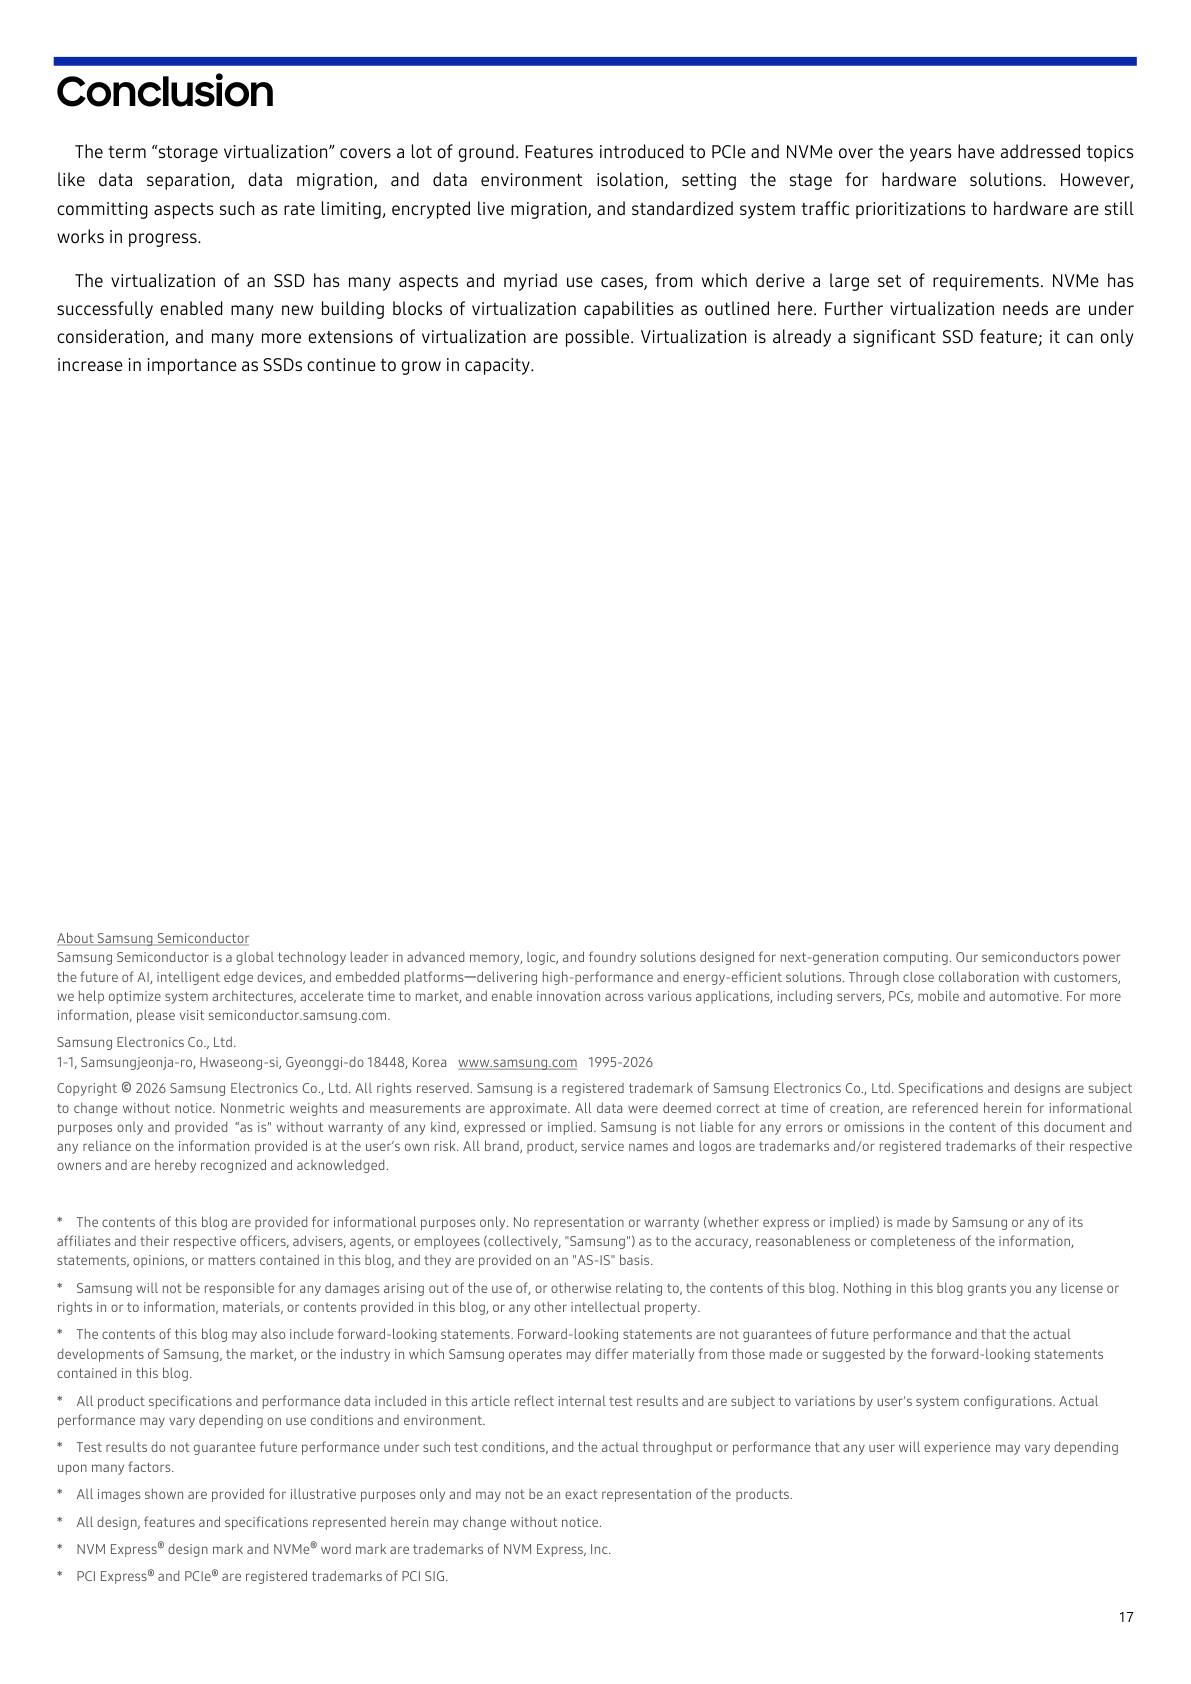 Conclusion
The term “storage virtualization” covers a lot of ground. Features introduced to PCIe and NVMe over the years have addressed topics
like data separation, data migration, and data environment isolation, setting the stage for hardware solutions. However,
committing aspects such as rate limiting, encrypted live migration, and standardized system traffic prioritizations to hardware are still
works in progress.
The virtualization of an SSD has many aspects and myriad use cases, from which derive a large set of requirements. NVMe has
successfully enabled many new building blocks of virtualization capabilities as outlined here. Further virtualization needs are under
consideration, and many more extensions of virtualization are possible. Virtualization is already a significant SSD feature; it can only
increase in importance as SSDs continue to grow in capacity.
About Samsung Semiconductor
Samsung Semiconductor is a global technology leader in advanced memory, logic, and foundry solutions designed for next-generation computing. Our semiconductors power
the future of AI, intelligent edge devices, and embedded platforms—delivering high-performance and energy-efficient solutions. Through close collaboration with customers,
we help optimize system architectures, accelerate time to market, and enable innovation across various applications, including servers, PCs, mobile and automotive. For more
information, please visit semiconductor.samsung.com.
Samsung Electronics Co., Ltd.
1-1, Samsungjeonja-ro, Hwaseong-si, Gyeonggi-do 18448, Korea www.samsung.com 1995-2026
Copyright © 2026 Samsung Electronics Co., Ltd. All rights reserved. Samsung is a registered trademark of Samsung Electronics Co., Ltd. Specifications and designs are subject
to change without notice. Nonmetric weights and measurements are approximate. All data were deemed correct at time of creation, are referenced herein for informational
purposes only and provided “as is" without warranty of any kind, expressed or implied. Samsung is not liable for any errors or omissions in the content of this document and
any reliance on the information provided is at the user’s own risk. All brand, product, service names and logos are trademarks and/or registered trademarks of their respective
owners and are hereby recognized and acknowledged.
* The contents of this blog are provided for informational purposes only. No representation or warranty (whether express or implied) is made by Samsung or any of its
affiliates and their respective officers, advisers, agents, or employees (collectively, "Samsung") as to the accuracy, reasonableness or completeness of the information,
statements, opinions, or matters contained in this blog, and they are provided on an "AS-IS" basis.
* Samsung will not be responsible for any damages arising out of the use of, or otherwise relating to, the contents of this blog. Nothing in this blog grants you any license or
rights in or to information, materials, or contents provided in this blog, or any other intellectual property.
* The contents of this blog may also include forward-looking statements. Forward-looking statements are not guarantees of future performance and that the actual
developments of Samsung, the market, or the industry in which Samsung operates may differ materially from those made or suggested by the forward-looking statements
contained in this blog.
* All product specifications and performance data included in this article reflect internal test results and are subject to variations by user's system configurations. Actual
performance may vary depending on use conditions and environment.
* Test results do not guarantee future performance under such test conditions, and the actual throughput or performance that any user will experience may vary depending
upon many factors.
* All images shown are provided for illustrative purposes only and may not be an exact representation of the products.
* All design, features and specifications represented herein may change without notice.
* NVM Express® design mark and NVMe® word mark are trademarks of NVM Express, Inc.
* PCI Express® and PCIe® are registered trademarks of PCI SIG.
17